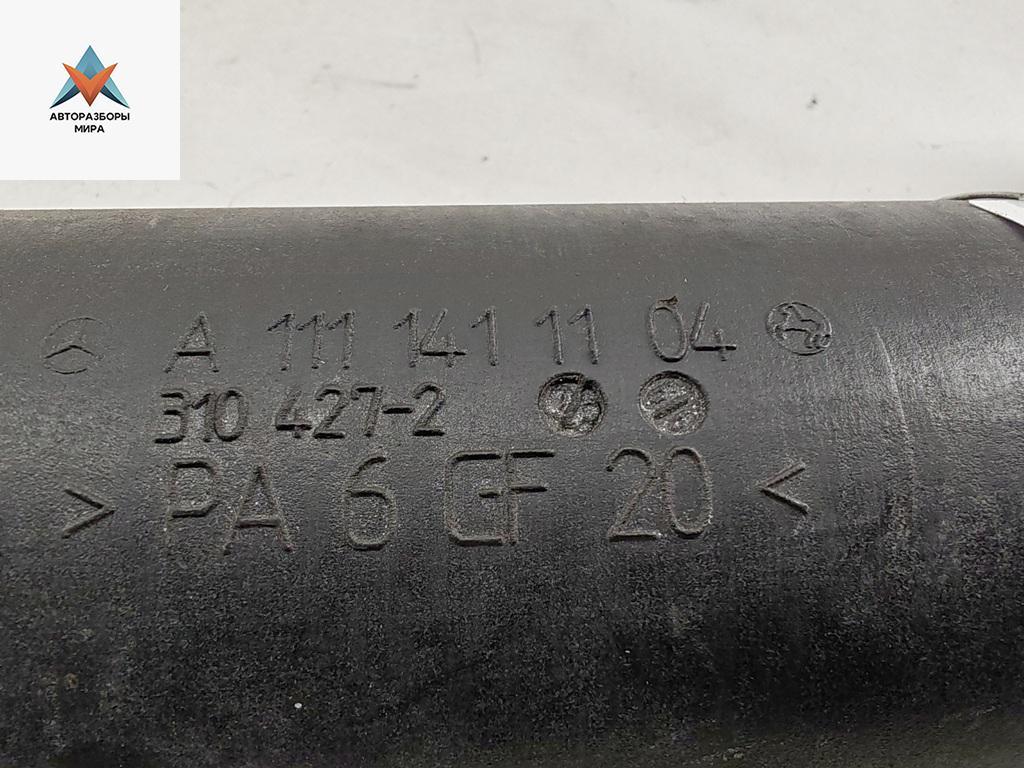 АВТОРАЗБОРЫ
МИРА
A 111 141 11 04
310 427-2
>PA 6 GF 20<